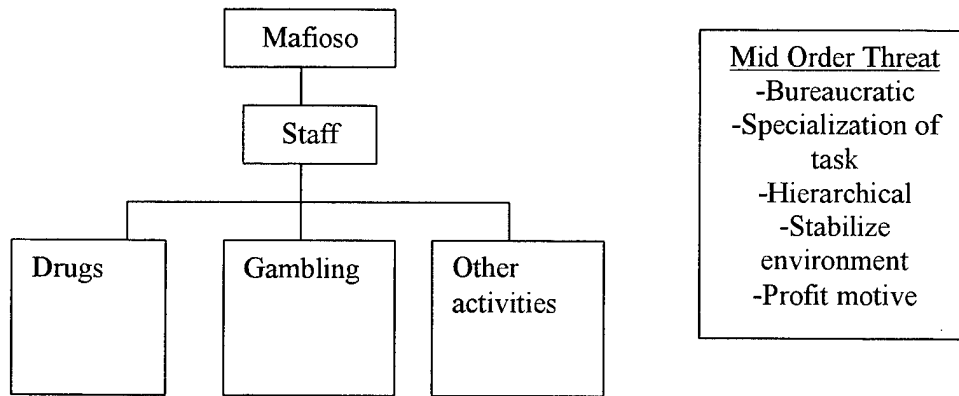 Mafioso
Staff
Drugs
Gambling
Other
activities
Mid Order Threat
-Bureaucratic
-Specialization of
task
-Hierarchical
-Stabilize
environment
-Profit motive